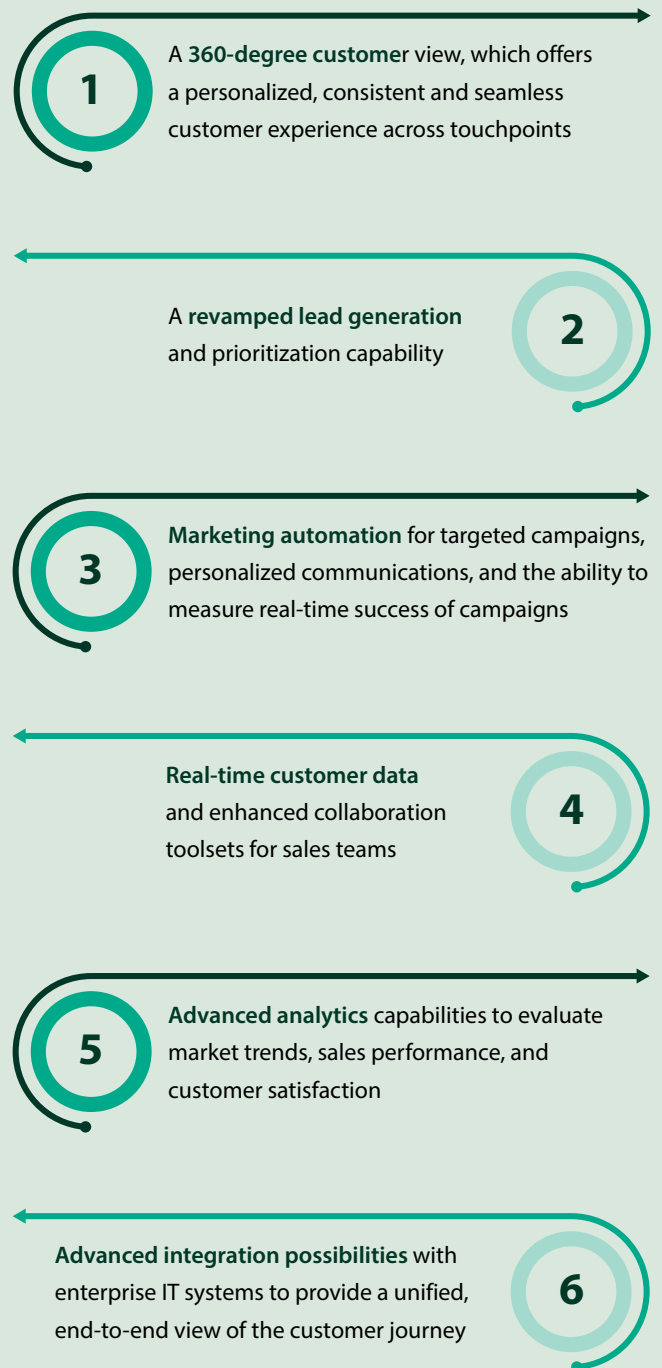 1
A 360-degree customer view, which offers
a personalized, consistent and seamless
customer experience across touchpoints
A revamped lead generation
and prioritization capability
2
3
Marketing automation for targeted campaigns,
personalized communications, and the ability to
measure real-time success of campaigns
Real-time customer data
and enhanced collaboration
toolsets for sales teams
4
5
Advanced analytics capabilities to evaluate
market trends, sales performance, and
customer satisfaction
Advanced integration possibilities with
enterprise IT systems to provide a unified,
end-to-end view of the customer journey
6